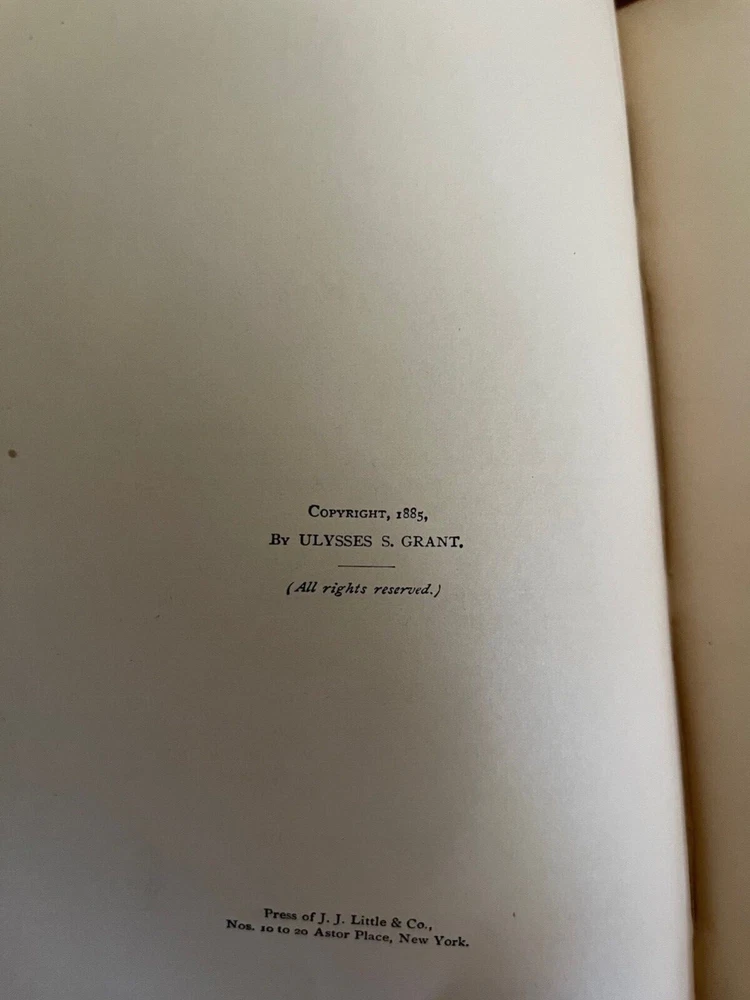 COPYRIGHT, 1885,
BY ULYSSES S. GRANT.
(All rights reserved.)
Press of J. J. Little & Co.,
Nos. 10 to 20 Astor Place, New York.